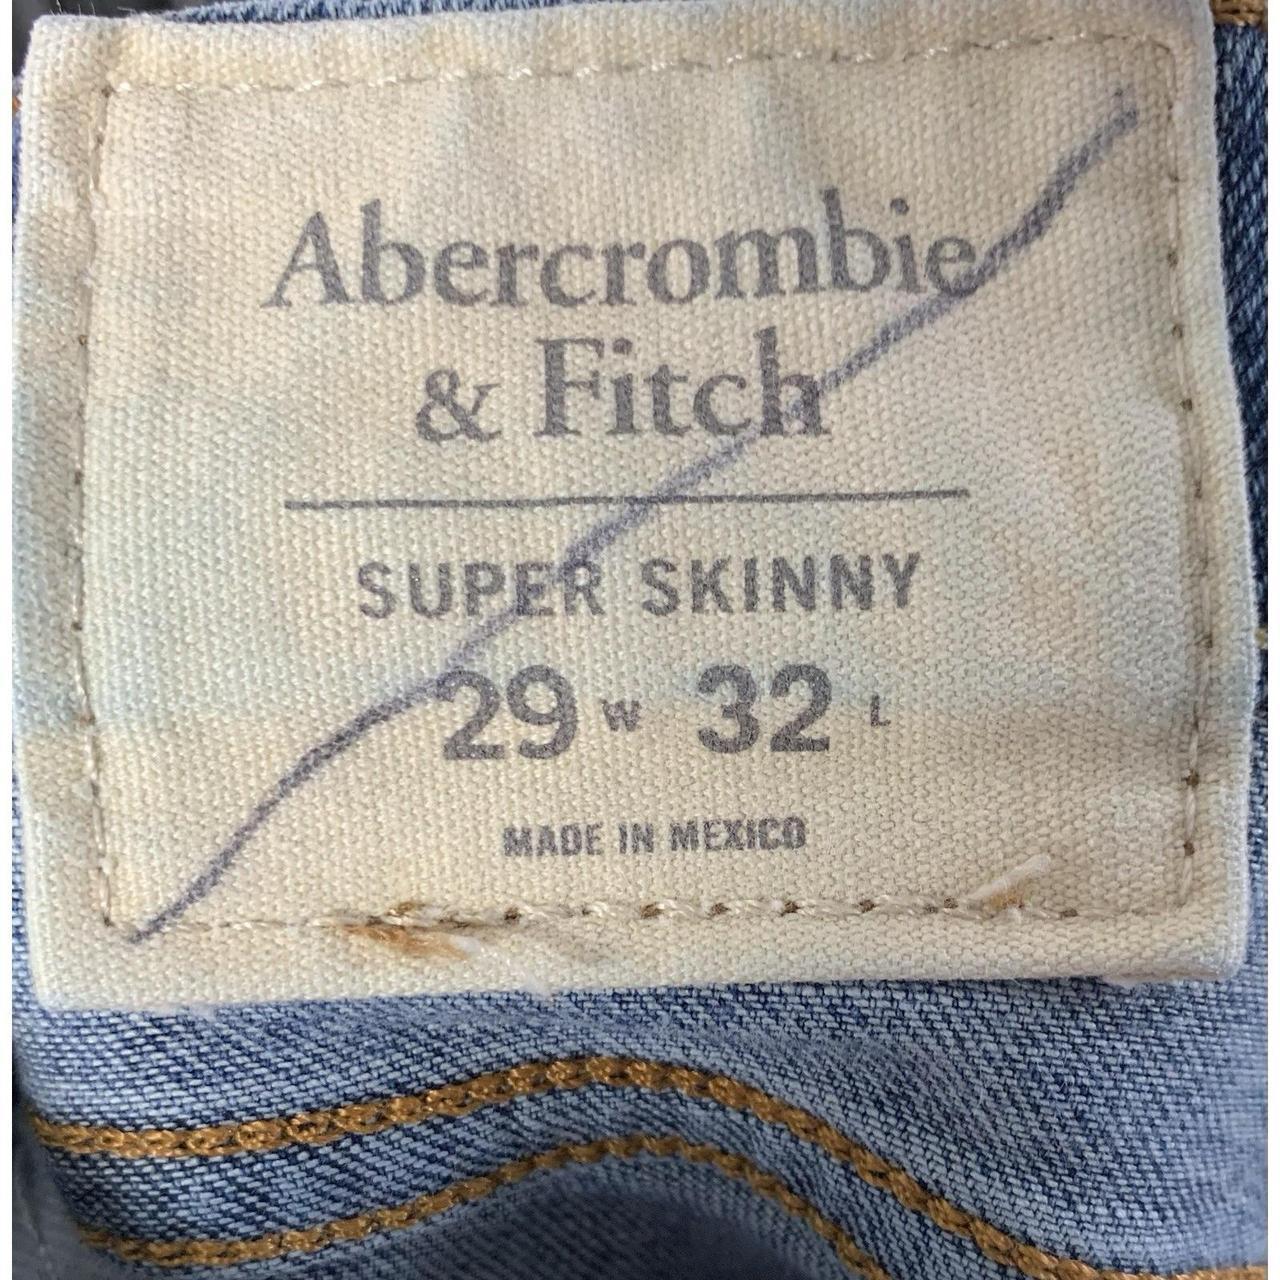 Abercrombie
& Fitch
SUPER SKINNY
29 W 32 L
MADE IN MEXICO